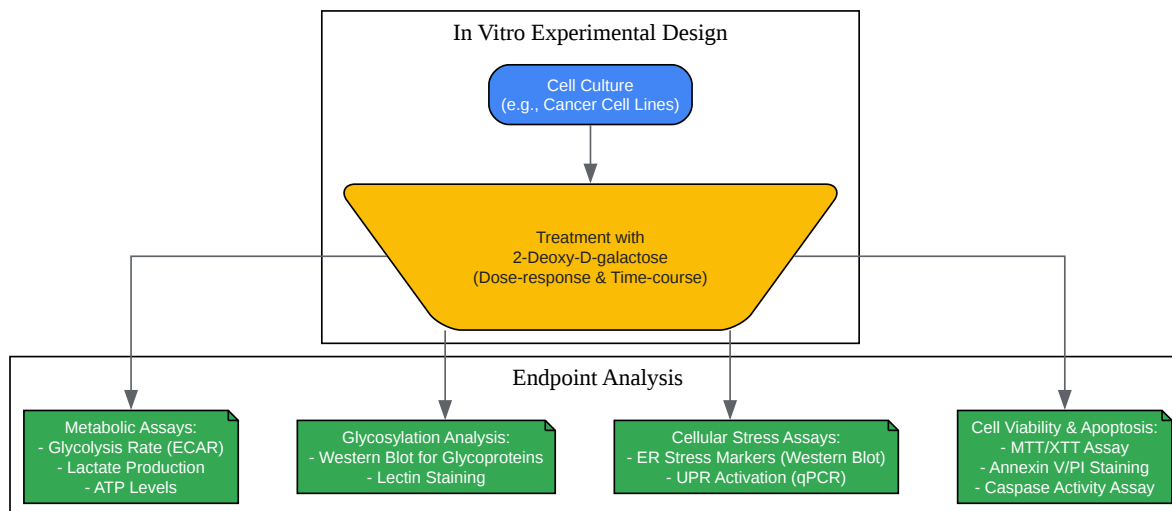 In Vitro Experimental Design
Cell Culture
(e.g., Cancer Cell Lines)
Treatment with
2-Deoxy-D-galactose
(Dose-response & Time-course)
Endpoint Analysis
Metabolic Assays:
- Glycolysis Rate (ECAR)
- Lactate Production
- ATP Levels
Glycosylation Analysis:
- Western Blot for Glycoproteins
- Lectin Staining
Cellular Stress Assays:
- ER Stress Markers (Western Blot)
- UPR Activation (qPCR)
Cell Viability & Apoptosis:
- MTT/XTT Assay
- Annexin V/PI Staining
- Caspase Activity Assay